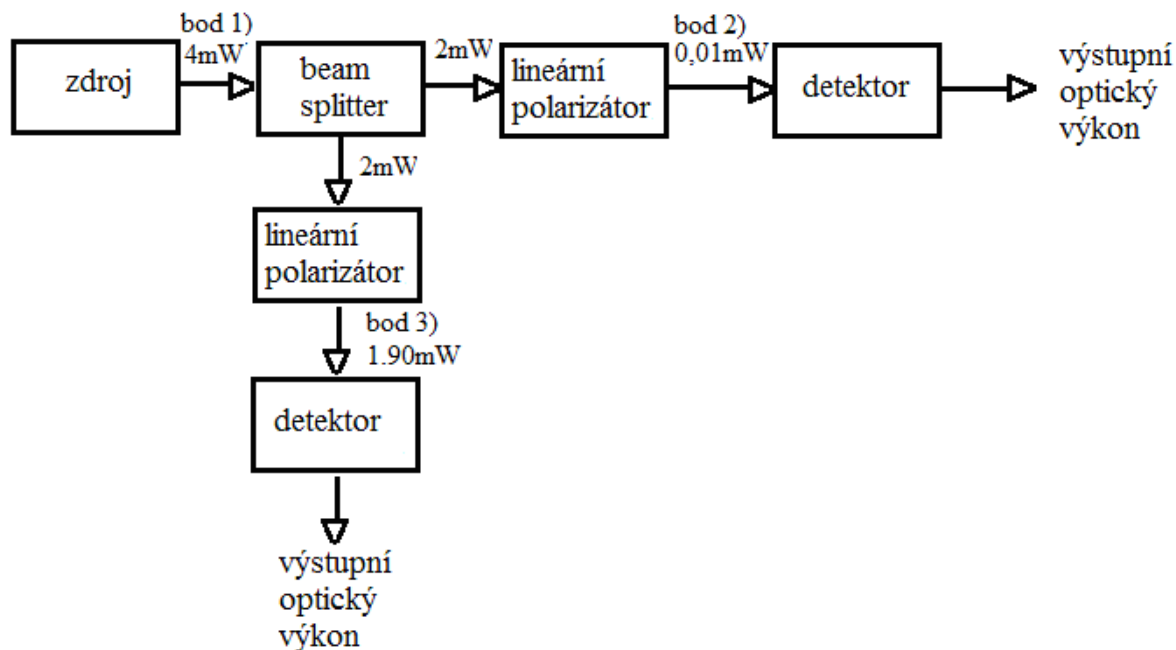 bod 1)
4mW
zdroj
beam
splitter
2mW
lineární
polarizátor
bod 2)
0,01mW
detektor
výstupní
optický
výkon
2mW
lineární
polarizátor
bod 3)
1.90mW
detektor
výstupní
optický
výkon